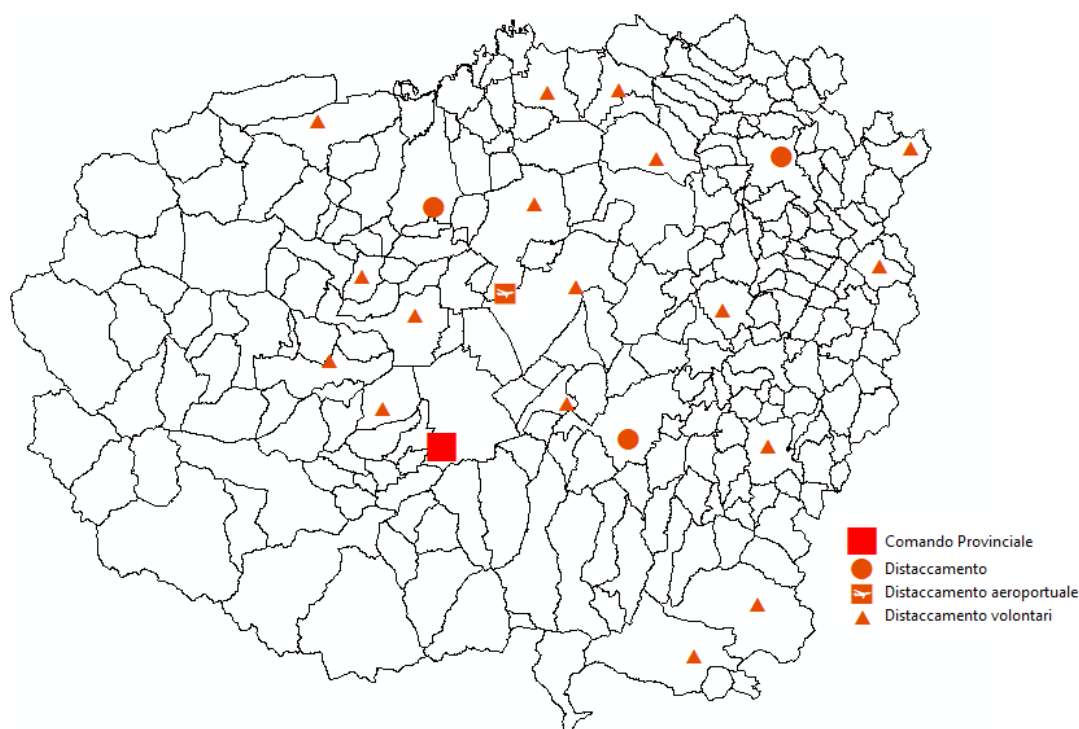 Comando Provinciale
Distaccamento
Distaccamento aeroportuale
Distaccamento volontari